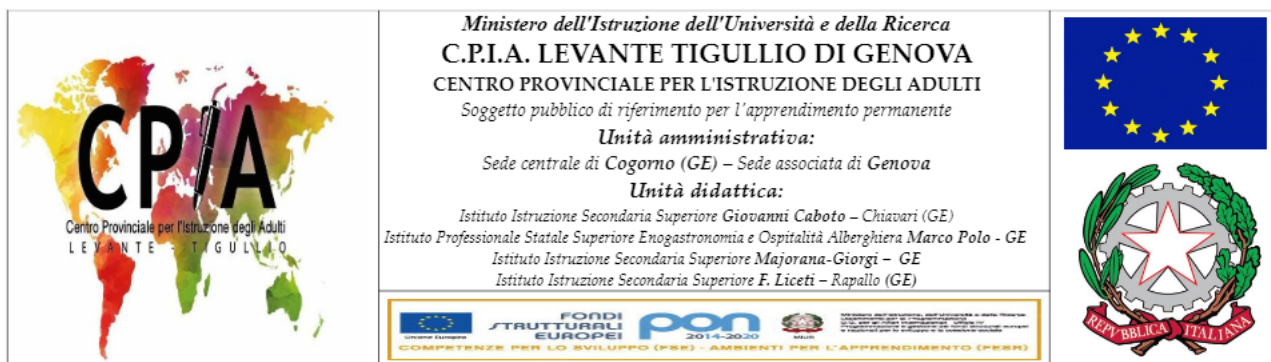 CPIA
Centro Provinciale per l'Istruzione degli Adulti
LEVANTE - TIGULLIO
Ministero dell'Istruzione dell'Università e della Ricerca
C.P.I.A. LEVANTE TIGULLIO DI GENOVA
CENTRO PROVINCIALE PER L'ISTRUZIONE DEGLI ADULTI
Soggetto pubblico di riferimento per l'apprendimento permanente
Unità amministrativa:
Sede centrale di Cogorno (GE) – Sede associata di Genova
Unità didattica:
Istituto Istruzione Secondaria Superiore Giovanni Caboto – Chiavari (GE)
Istituto Professionale Statale Superiore Enogastronomia e Ospitalità Alberghiera Marco Polo - GE
Istituto Istruzione Secondaria Superiore Majorana-Giorgi – GE
Istituto Istruzione Secondaria Superiore F. Liceti – Rapallo (GE)
Unione Europea
FONDI
STRUTTURALI
EUROPEI
pon
2014-2020
MIUR
COMPETENZE PER LO SVILUPPO (FSE) - AMBIENTI PER L'APPRENDIMENTO (FESR)
REPVBBLICA ITALIANA